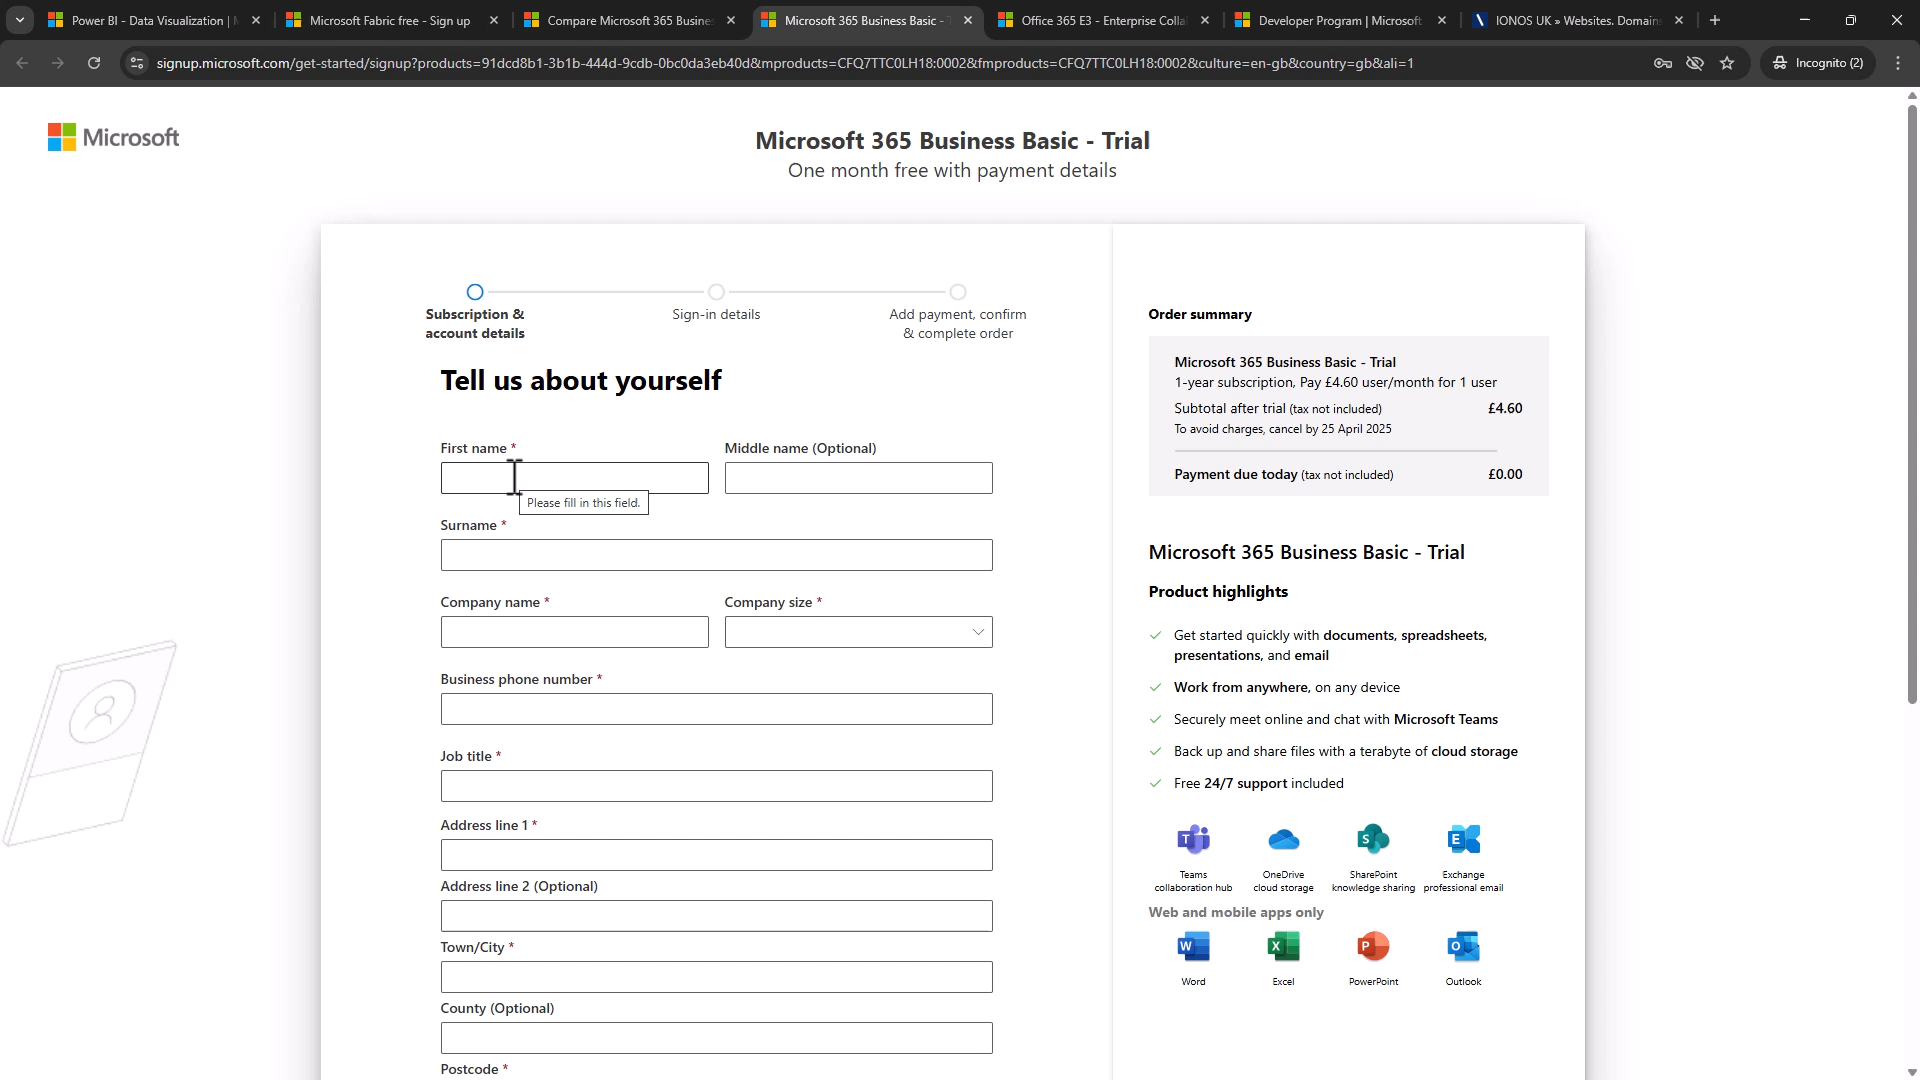 Power BI - Data Visualization |
Microsoft Fabric free - Sign up
Compare Microsoft 365 Busine
Microsoft 365 Business Basic -
Office 365 E3 - Enterprise Colla
Developer Program | Microsoft
IONOS UK » Websites. Domain
signup.microsoft.com/get-started/signup?products=91dcd8b1-3b1b-444d-9cdb-0bc0da3eb40d&mproducts=CFQ7TTC0LH18:0002&fmproducts=CFQ7TTC0LH18:0002&culture=en-gb&country=gb&ali=1
Incognito (2)
Microsoft
Microsoft 365 Business Basic - Trial
One month free with payment details
Subscription &
account details
Sign-in details
Add payment, confirm
& complete order
Tell us about yourself
First name *
Middle name (Optional)
Please fill in this field.
Surname *
Company name *
Company size *
Business phone number *
Job title *
Address line 1 *
Address line 2 (Optional)
Town/City *
County (Optional)
Postcode *
Order summary
Microsoft 365 Business Basic - Trial
1-year subscription, Pay £4.60 user/month for 1 user
Subtotal after trial (tax not included) £4.60
To avoid charges, cancel by 25 April 2025
Payment due today (tax not included) £0.00
Microsoft 365 Business Basic - Trial
Product highlights
Get started quickly with documents, spreadsheets,
presentations, and email
Work from anywhere, on any device
Securely meet online and chat with Microsoft Teams
Back up and share files with a terabyte of cloud storage
Free 24/7 support included
Teams
collaboration hub
OneDrive
cloud storage
SharePoint
knowledge sharing
Exchange
professional email
Web and mobile apps only
Word
Excel
PowerPoint
Outlook